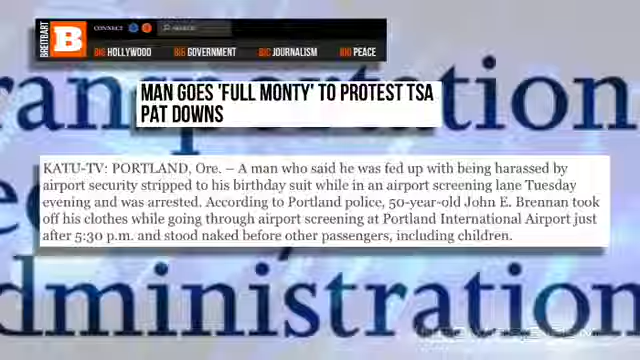 BREITBART
B
CONNECT
SEARCH
BIG HOLLYWOOD BIG GOVERNMENT BIG JOURNALISM BIG PEACE
MAN GOES 'FULL MONTY' TO PROTEST TSA
PAT DOWNS
KATU-TV: PORTLAND, Ore. – A man who said he was fed up with being harassed by
airport security stripped to his birthday suit while in an airport screening lane Tuesday
evening and was arrested. According to Portland police, 50-year-old John E. Brennan took
off his clothes while going through airport screening at Portland International Airport just
after 5:30 p.m. and stood naked before other passengers, including children.